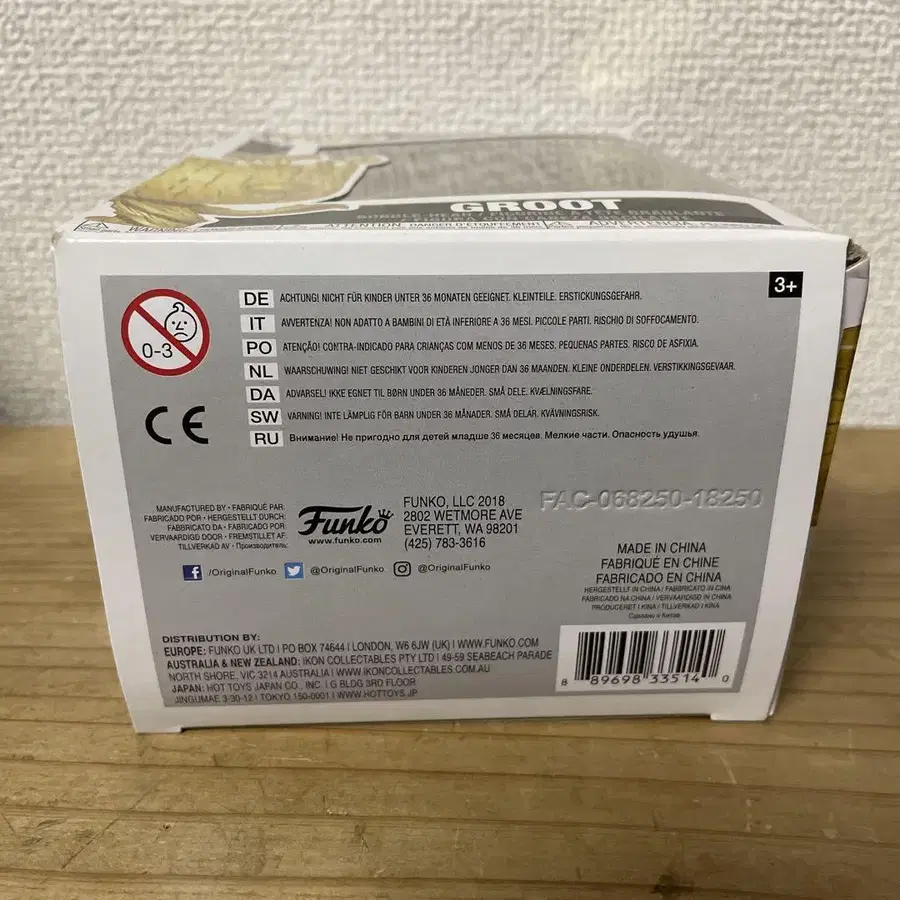 GROOT
BOBBLE-HEAD / FIGURINE À TÊTE BRANLANTE
3+
0-3
DE ACHTUNG! NICHT FÜR KINDER UNTER 36 MONATEN GEEIGNET. KLEINTEILE. ERSTICKUNGSGEFAHR.
IT AVVERTENZA! NON ADATTO A BAMBINI DI ETÀ INFERIORE A 36 MESI. PICCOLE PARTI. RISCHIO DI SOFFOCAMENTO.
PO ATENÇÃO! CONTRA-INDICADO PARA CRIANÇAS COM MENOS DE 36 MESES. PEQUENAS PARTES. RISCO DE ASFIXIA.
NL WAARSCHUWING! NIET GESCHIKT VOOR KINDEREN JONGER DAN 36 MAANDEN. KLEINE ONDERDELEN. VERSTIKKINGSGEVAAR.
DA ADVARSEL! IKKE EGNET TIL BØRN UNDER 36 MÅNEDER. SMÅ DELE. KVÆLNINGSFARE.
SW VARNING! INTE LÄMPLIG FÖR BARN UNDER 36 MÅNADER. SMÅ DELAR. KVÄVNINGSRISK.
RU Внимание! Не пригодно для детей младше 36 месяцев. Мелкие части. Опасность удушья.
CE
MANUFACTURED BY • FABRIQUÉ PAR
FABRICADO POR • HERGESTELLT DURCH:
FABBRICATO DA • FABRICADO POR:
VERVAARDIGD DOOR • FREMSTILLET AF:
TILLVERKAD AV • Производитель:
Funko
www.funko.com
FUNKO, LLC 2018
2802 WETMORE AVE
EVERETT, WA 98201
(425) 783-3616
FAC-068250-18250
/OriginalFunko @OriginalFunko @OriginalFunko
MADE IN CHINA
FABRIQUÉ EN CHINE
FABRICADO EN CHINA
HERGESTELLT IN CHINA / FABBRICATO IN CINA
FABRICADO NA CHINA / VERVAARDIGD IN CHINA
PRODUCERET I KINA / TILLVERKAD I KINA
Сделано в Китае
DISTRIBUTION BY:
EUROPE: FUNKO UK LTD | PO BOX 74644 | LONDON, W6 6JW (UK) | WWW.FUNKO.COM
AUSTRALIA & NEW ZEALAND: IKON COLLECTABLES PTY LTD | 49-59 SEABEACH PARADE
NORTH SHORE, VIC 3214 AUSTRALIA | WWW.IKONCOLLECTABLES.COM.AU
JAPAN: HOT TOYS JAPAN CO., INC. | G BLDG 3RD FLOOR
JINGUMAE 3-30-12 | TOKYO 150-0001 | WWW.HOTTOYS.JP
8 89698 33514 0